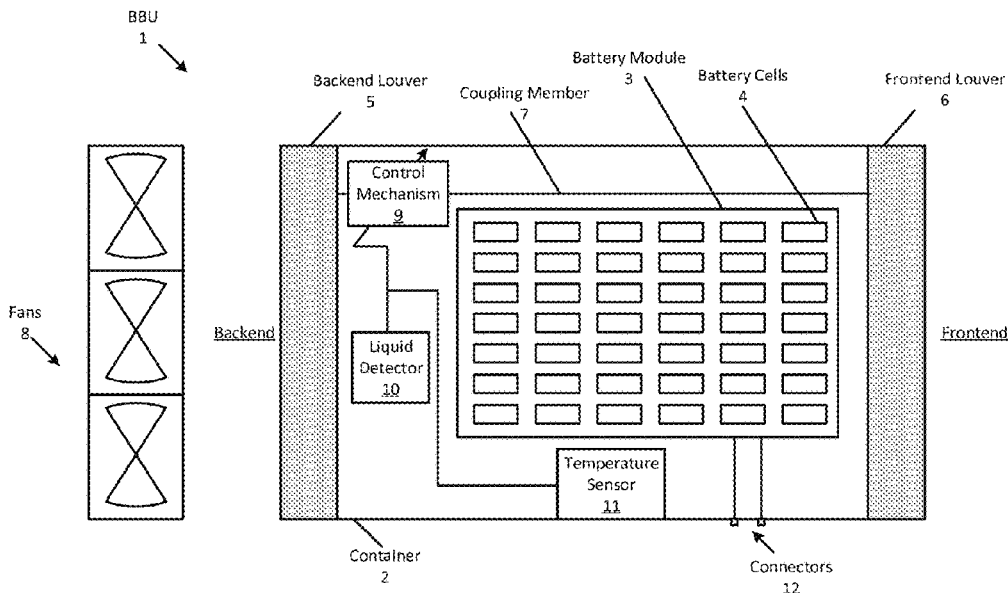 BBU
1
Backend Louver
5
Coupling Member
7
Battery Module
3
Battery Cells
4
Frontend Louver
6
Control
Mechanism
9
Fans
8
Backend
Liquid
Detector
10
Frontend
Temperature
Sensor
11
Container
2
Connectors
12